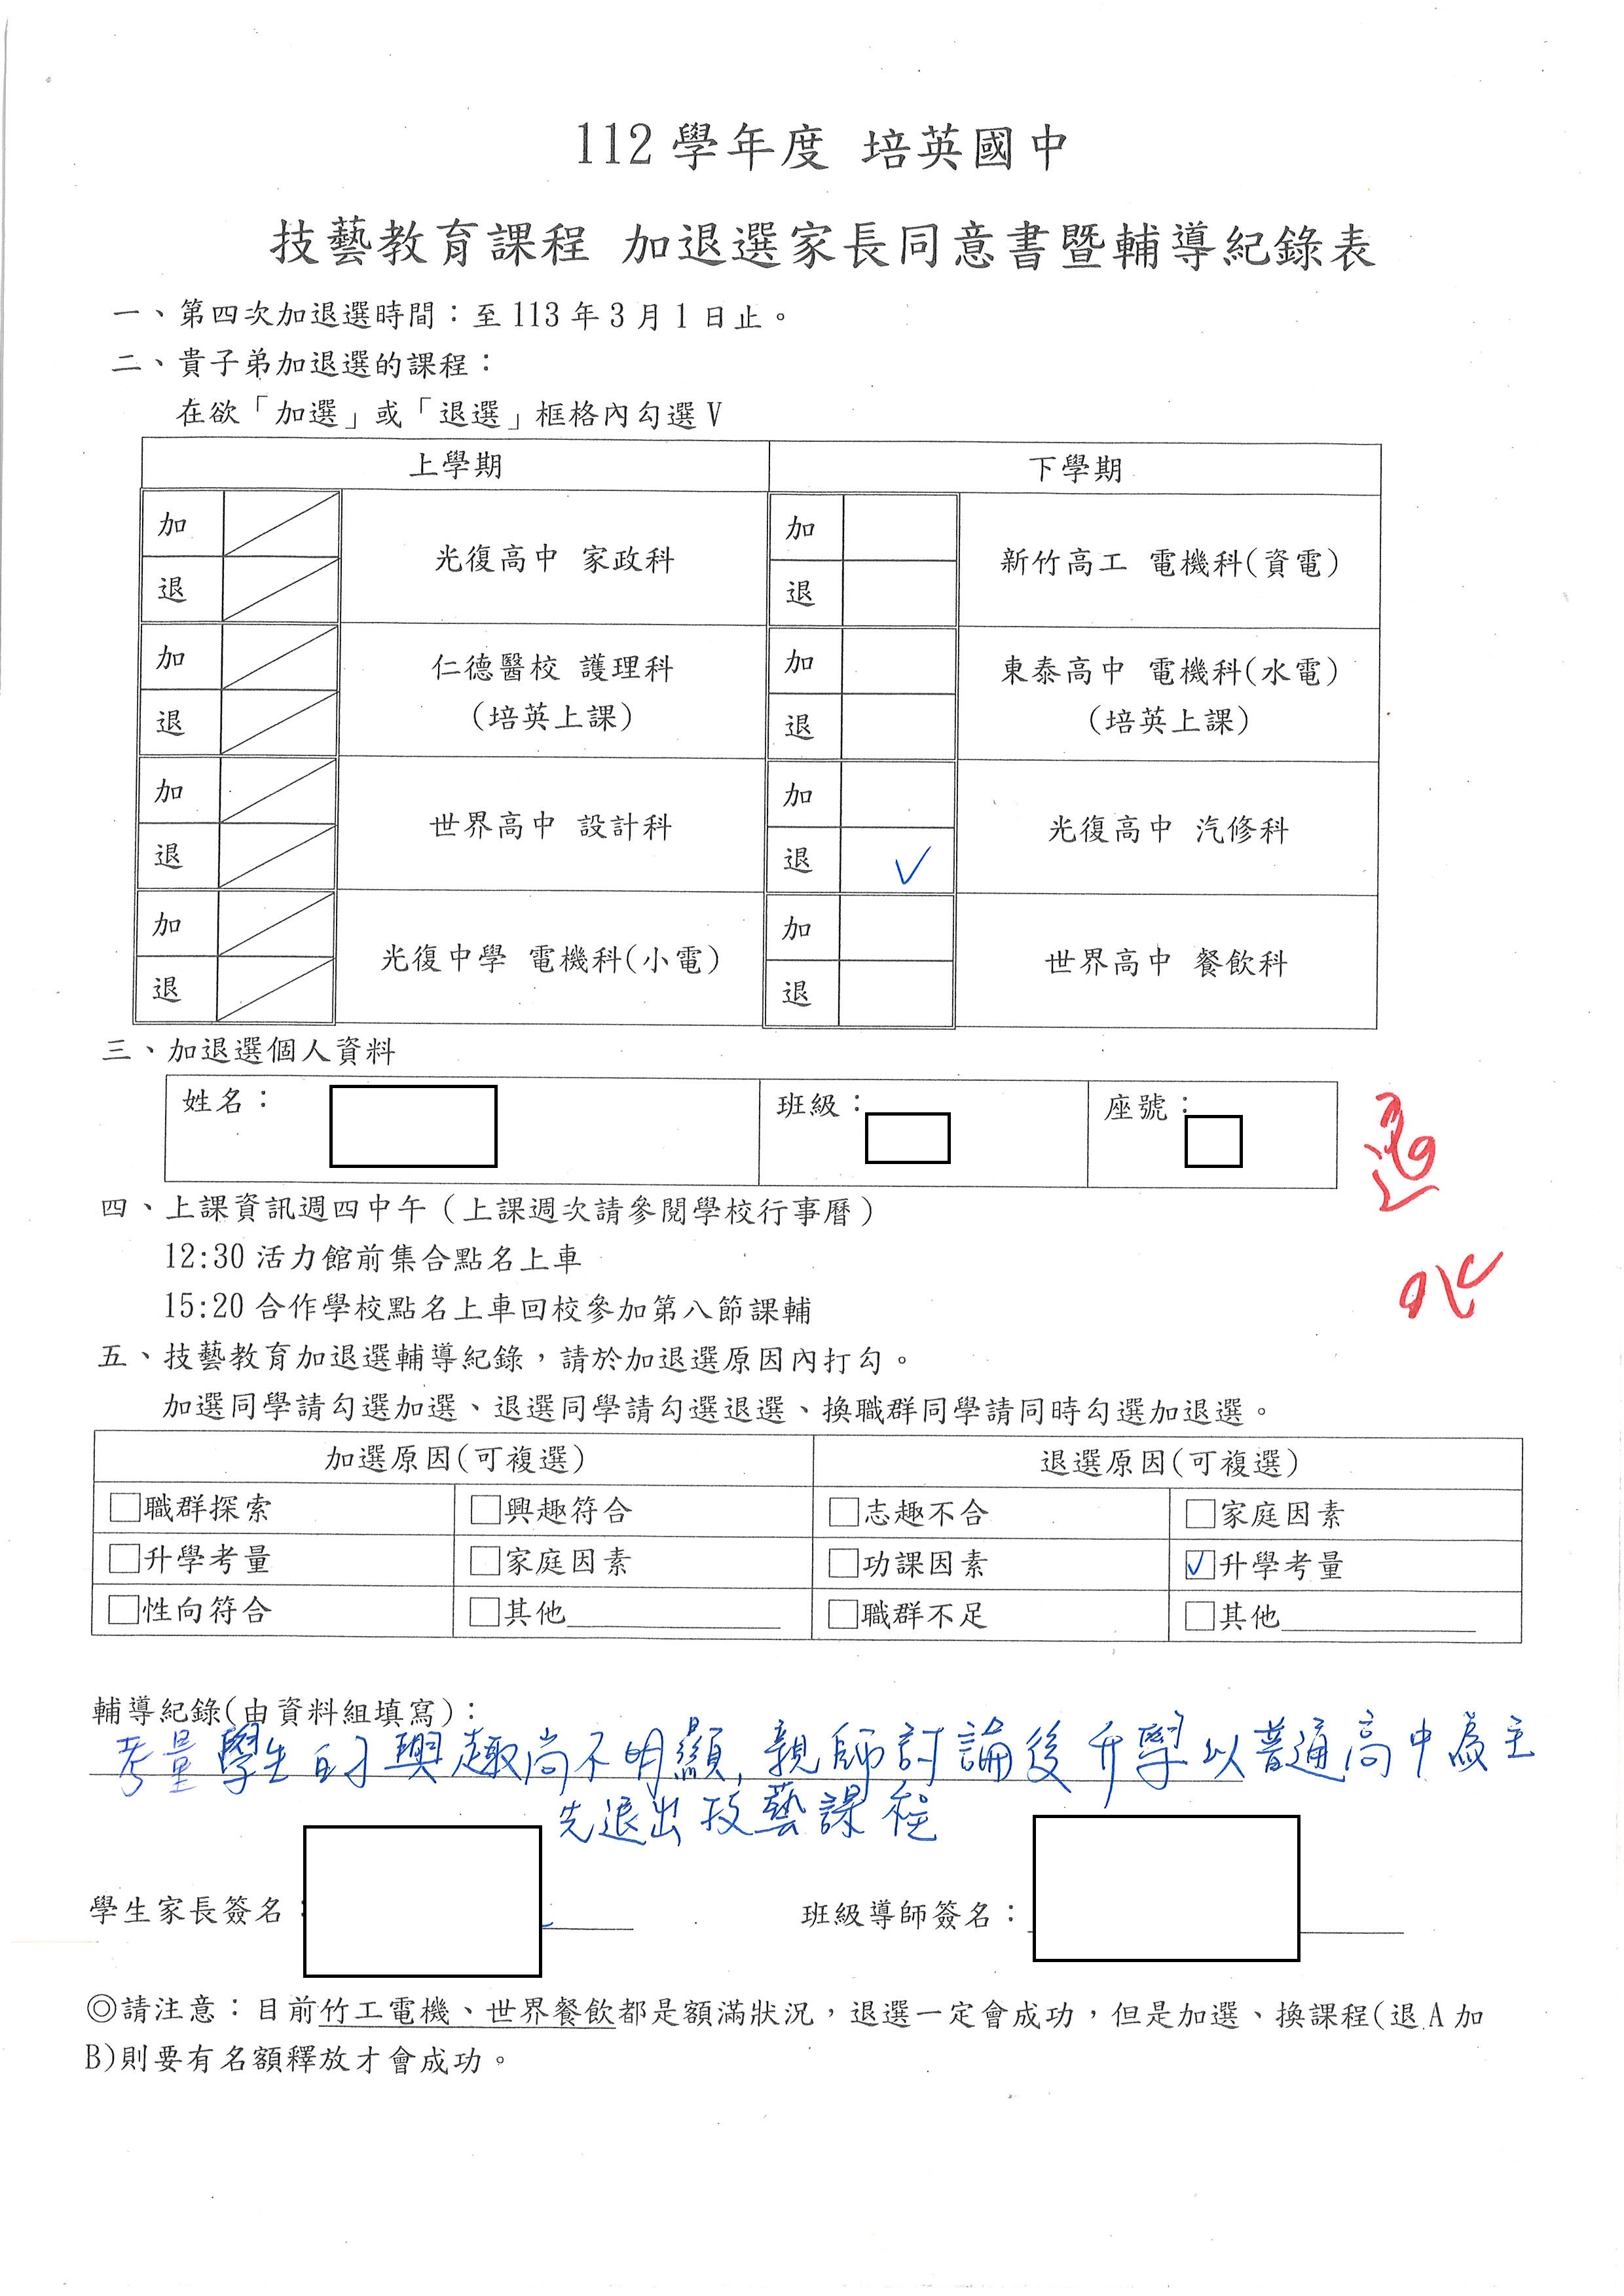 112 學年度 培英國中
技藝教育課程 加退選家長同意書暨輔導紀錄表
一、第四次加退選時間：至 113 年 3 月 1 日止。
二、貴子弟加退選的課程：
在欲「加選」或「退選」框格內勾選 V
上學期 下學期
加 加
光復高中 家政科 新竹高工 電機科(資電)
退 退
加 仁德醫校 護理科 加 東泰高中 電機科(水電)
退 (培英上課) 退 (培英上課)
加 加
世界高中 設計科 光復高中 汽修科
退 退 ✓
加 加
光復中學 電機科(小電) 世界高中 餐飲科
退 退
三、加退選個人資料
姓名： 班級： 座號：
退
四、上課資訊週四中午（上課週次請參閱學校行事曆）
12:30 活力館前集合點名上車
15:20 合作學校點名上車回校參加第八節課輔
五、技藝教育加退選輔導紀錄，請於加退選原因內打勾。
加選同學請勾選加選、退選同學請勾選退選、換職群同學請同時勾選加退選。
加選原因(可複選) 退選原因(可複選)
□職群探索 □興趣符合 □志趣不合 □家庭因素
□升學考量 □家庭因素 □功課因素 ☑升學考量
□性向符合 □其他 □職群不足 □其他
輔導紀錄(由資料組填寫)：
考量學生的興趣尚不明顯，親師討論後升學以普通高中為主
先退出技藝課程
學生家長簽名： 班級導師簽名：
◎請注意：目前竹工電機、世界餐飲都是額滿狀況，退選一定會成功，但是加選、換課程(退 A 加
B)則要有名額釋放才會成功。